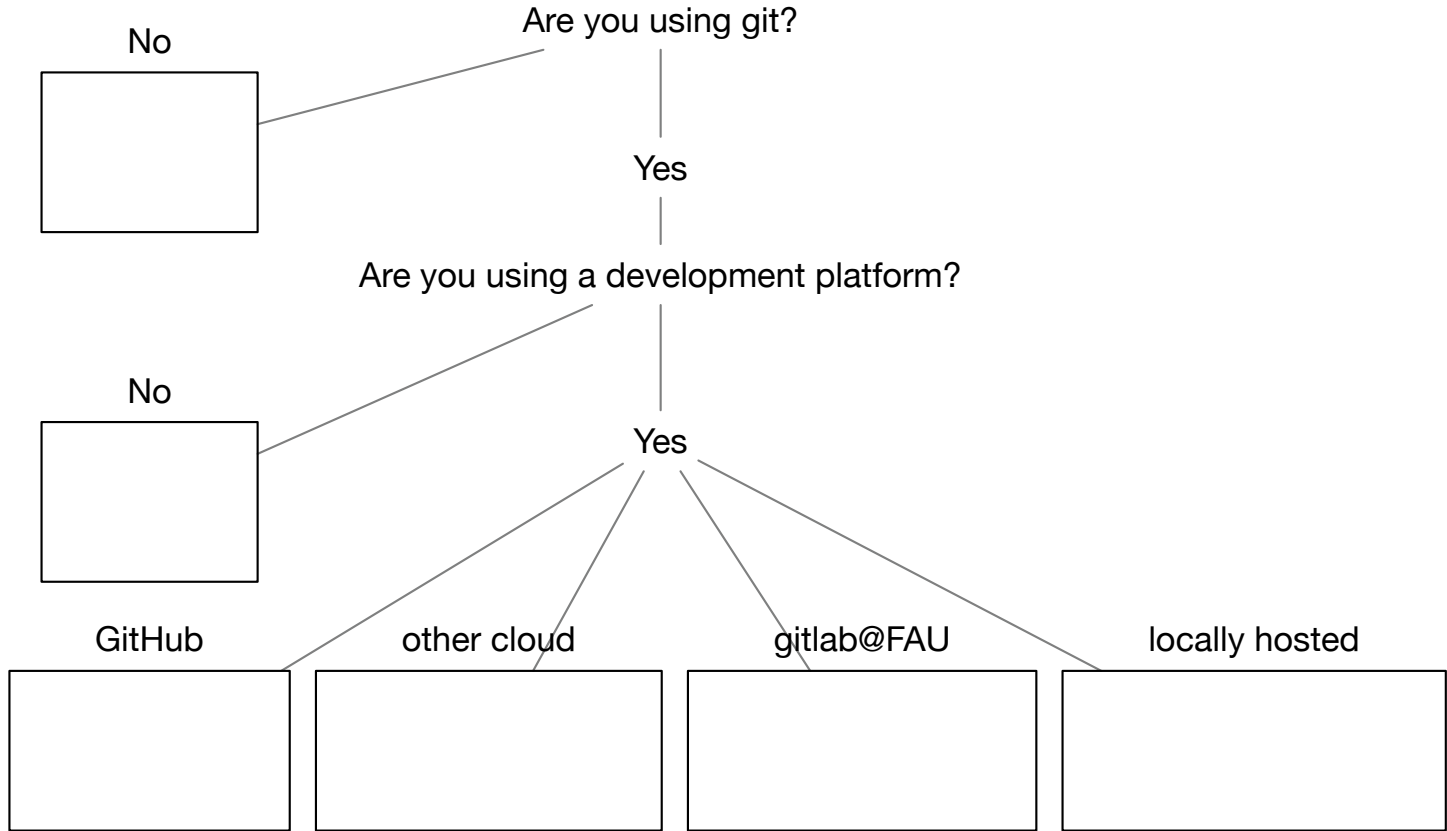 Are you using git?
No
Yes
Are you using a development platform?
No
Yes
GitHub
other cloud
gitlab@FAU
locally hosted